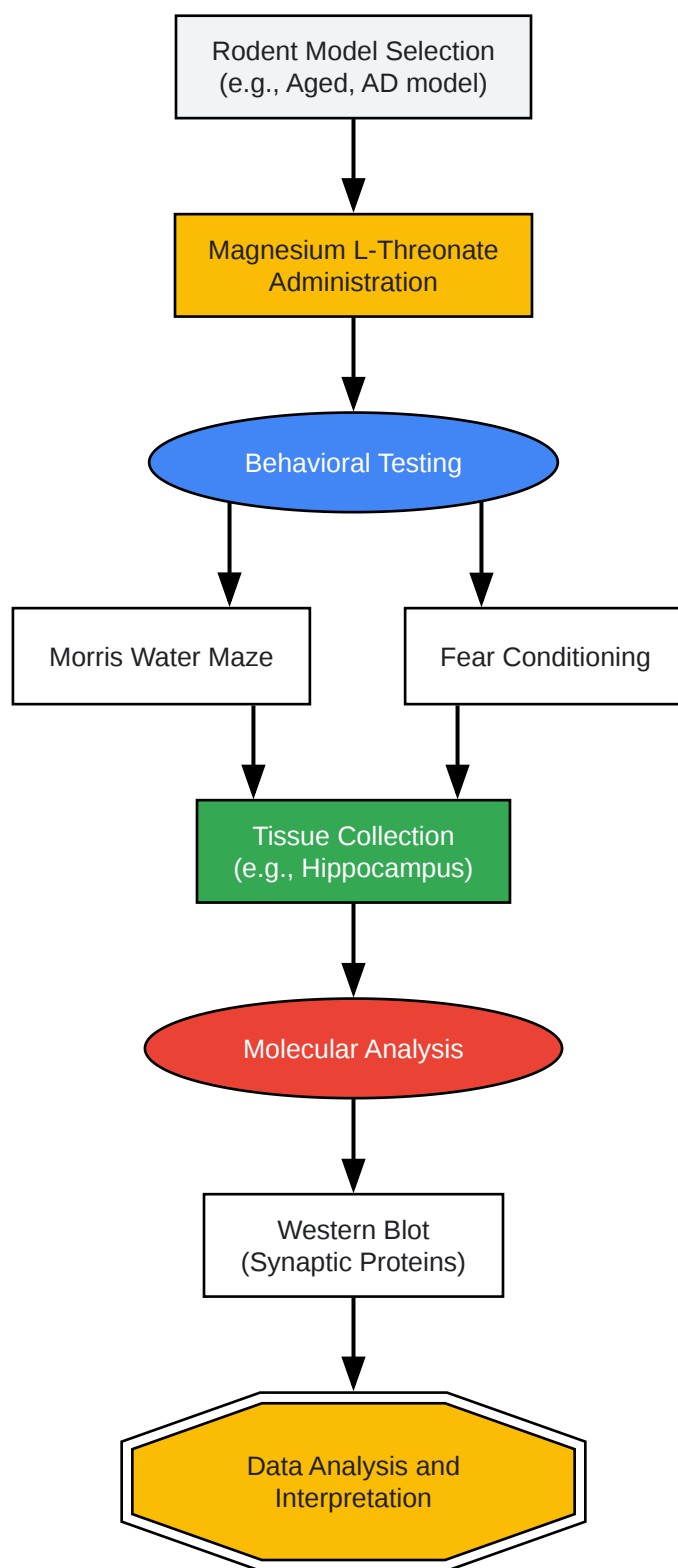 Rodent Model Selection
(e.g., Aged, AD model)
Magnesium L-Threonate
Administration
Behavioral Testing
Morris Water Maze
Fear Conditioning
Tissue Collection
(e.g., Hippocampus)
Molecular Analysis
Western Blot
(Synaptic Proteins)
Data Analysis and
Interpretation